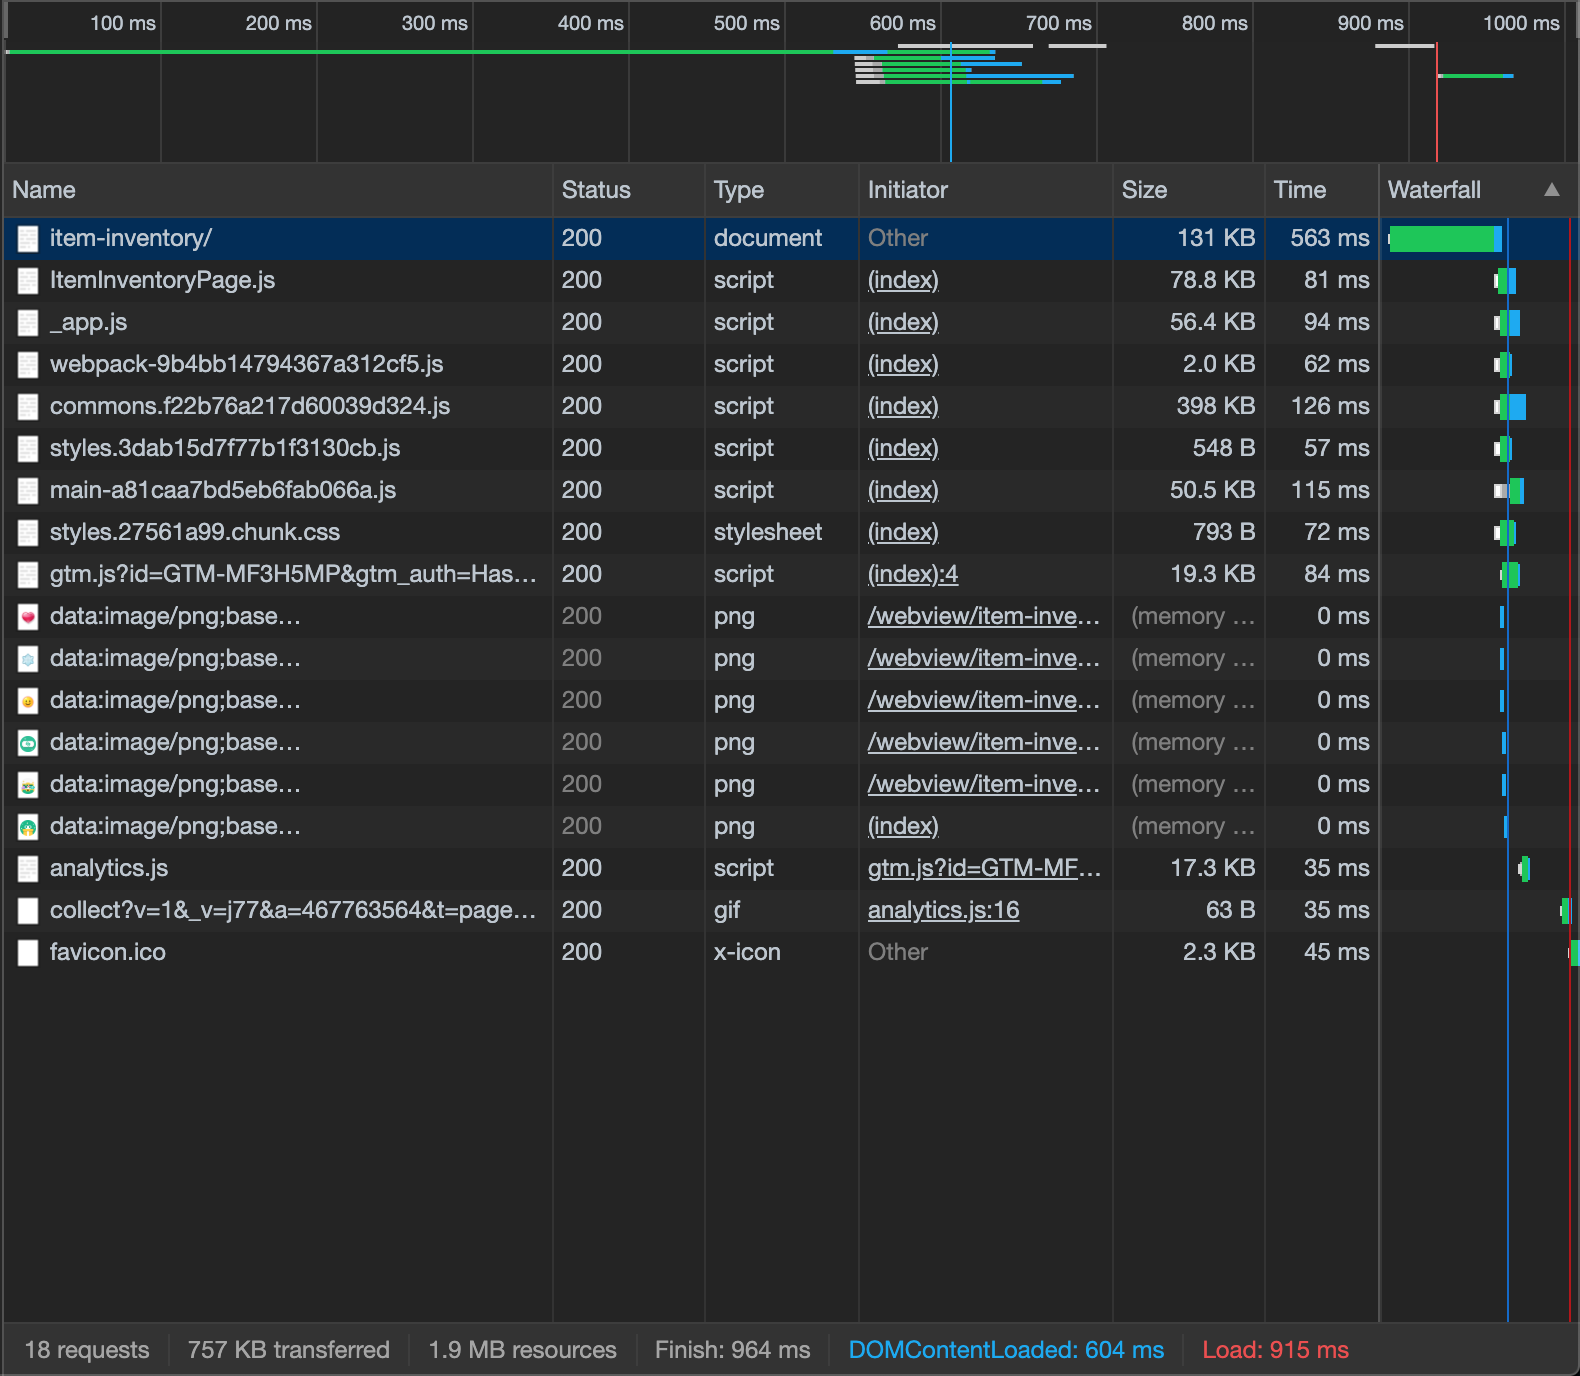 100 ms 200 ms 300 ms 400 ms 500 ms 600 ms 700 ms 800 ms 900 ms 1000 ms
Name Status Type Initiator Size Time Waterfall ▲
item-inventory/ 200 document Other 131 KB 563 ms
ItemInventoryPage.js 200 script (index) 78.8 KB 81 ms
_app.js 200 script (index) 56.4 KB 94 ms
webpack-9b4bb14794367a312cf5.js 200 script (index) 2.0 KB 62 ms
commons.f22b76a217d60039d324.js 200 script (index) 398 KB 126 ms
styles.3dab15d7f77b1f3130cb.js 200 script (index) 548 B 57 ms
main-a81caa7bd5eb6fab066a.js 200 script (index) 50.5 KB 115 ms
styles.27561a99.chunk.css 200 stylesheet (index) 793 B 72 ms
gtm.js?id=GTM-MF3H5MP&gtm_auth=Has… 200 script (index):4 19.3 KB 84 ms
data:image/png;base… 200 png /webview/item-inve… (memory … 0 ms
data:image/png;base… 200 png /webview/item-inve… (memory … 0 ms
data:image/png;base… 200 png /webview/item-inve… (memory … 0 ms
data:image/png;base… 200 png /webview/item-inve… (memory … 0 ms
data:image/png;base… 200 png /webview/item-inve… (memory … 0 ms
data:image/png;base… 200 png (index) (memory … 0 ms
analytics.js 200 script gtm.js?id=GTM-MF… 17.3 KB 35 ms
collect?v=1&_v=j77&a=467763564&t=page… 200 gif analytics.js:16 63 B 35 ms
favicon.ico 200 x-icon Other 2.3 KB 45 ms
18 requests 757 KB transferred 1.9 MB resources Finish: 964 ms DOMContentLoaded: 604 ms Load: 915 ms